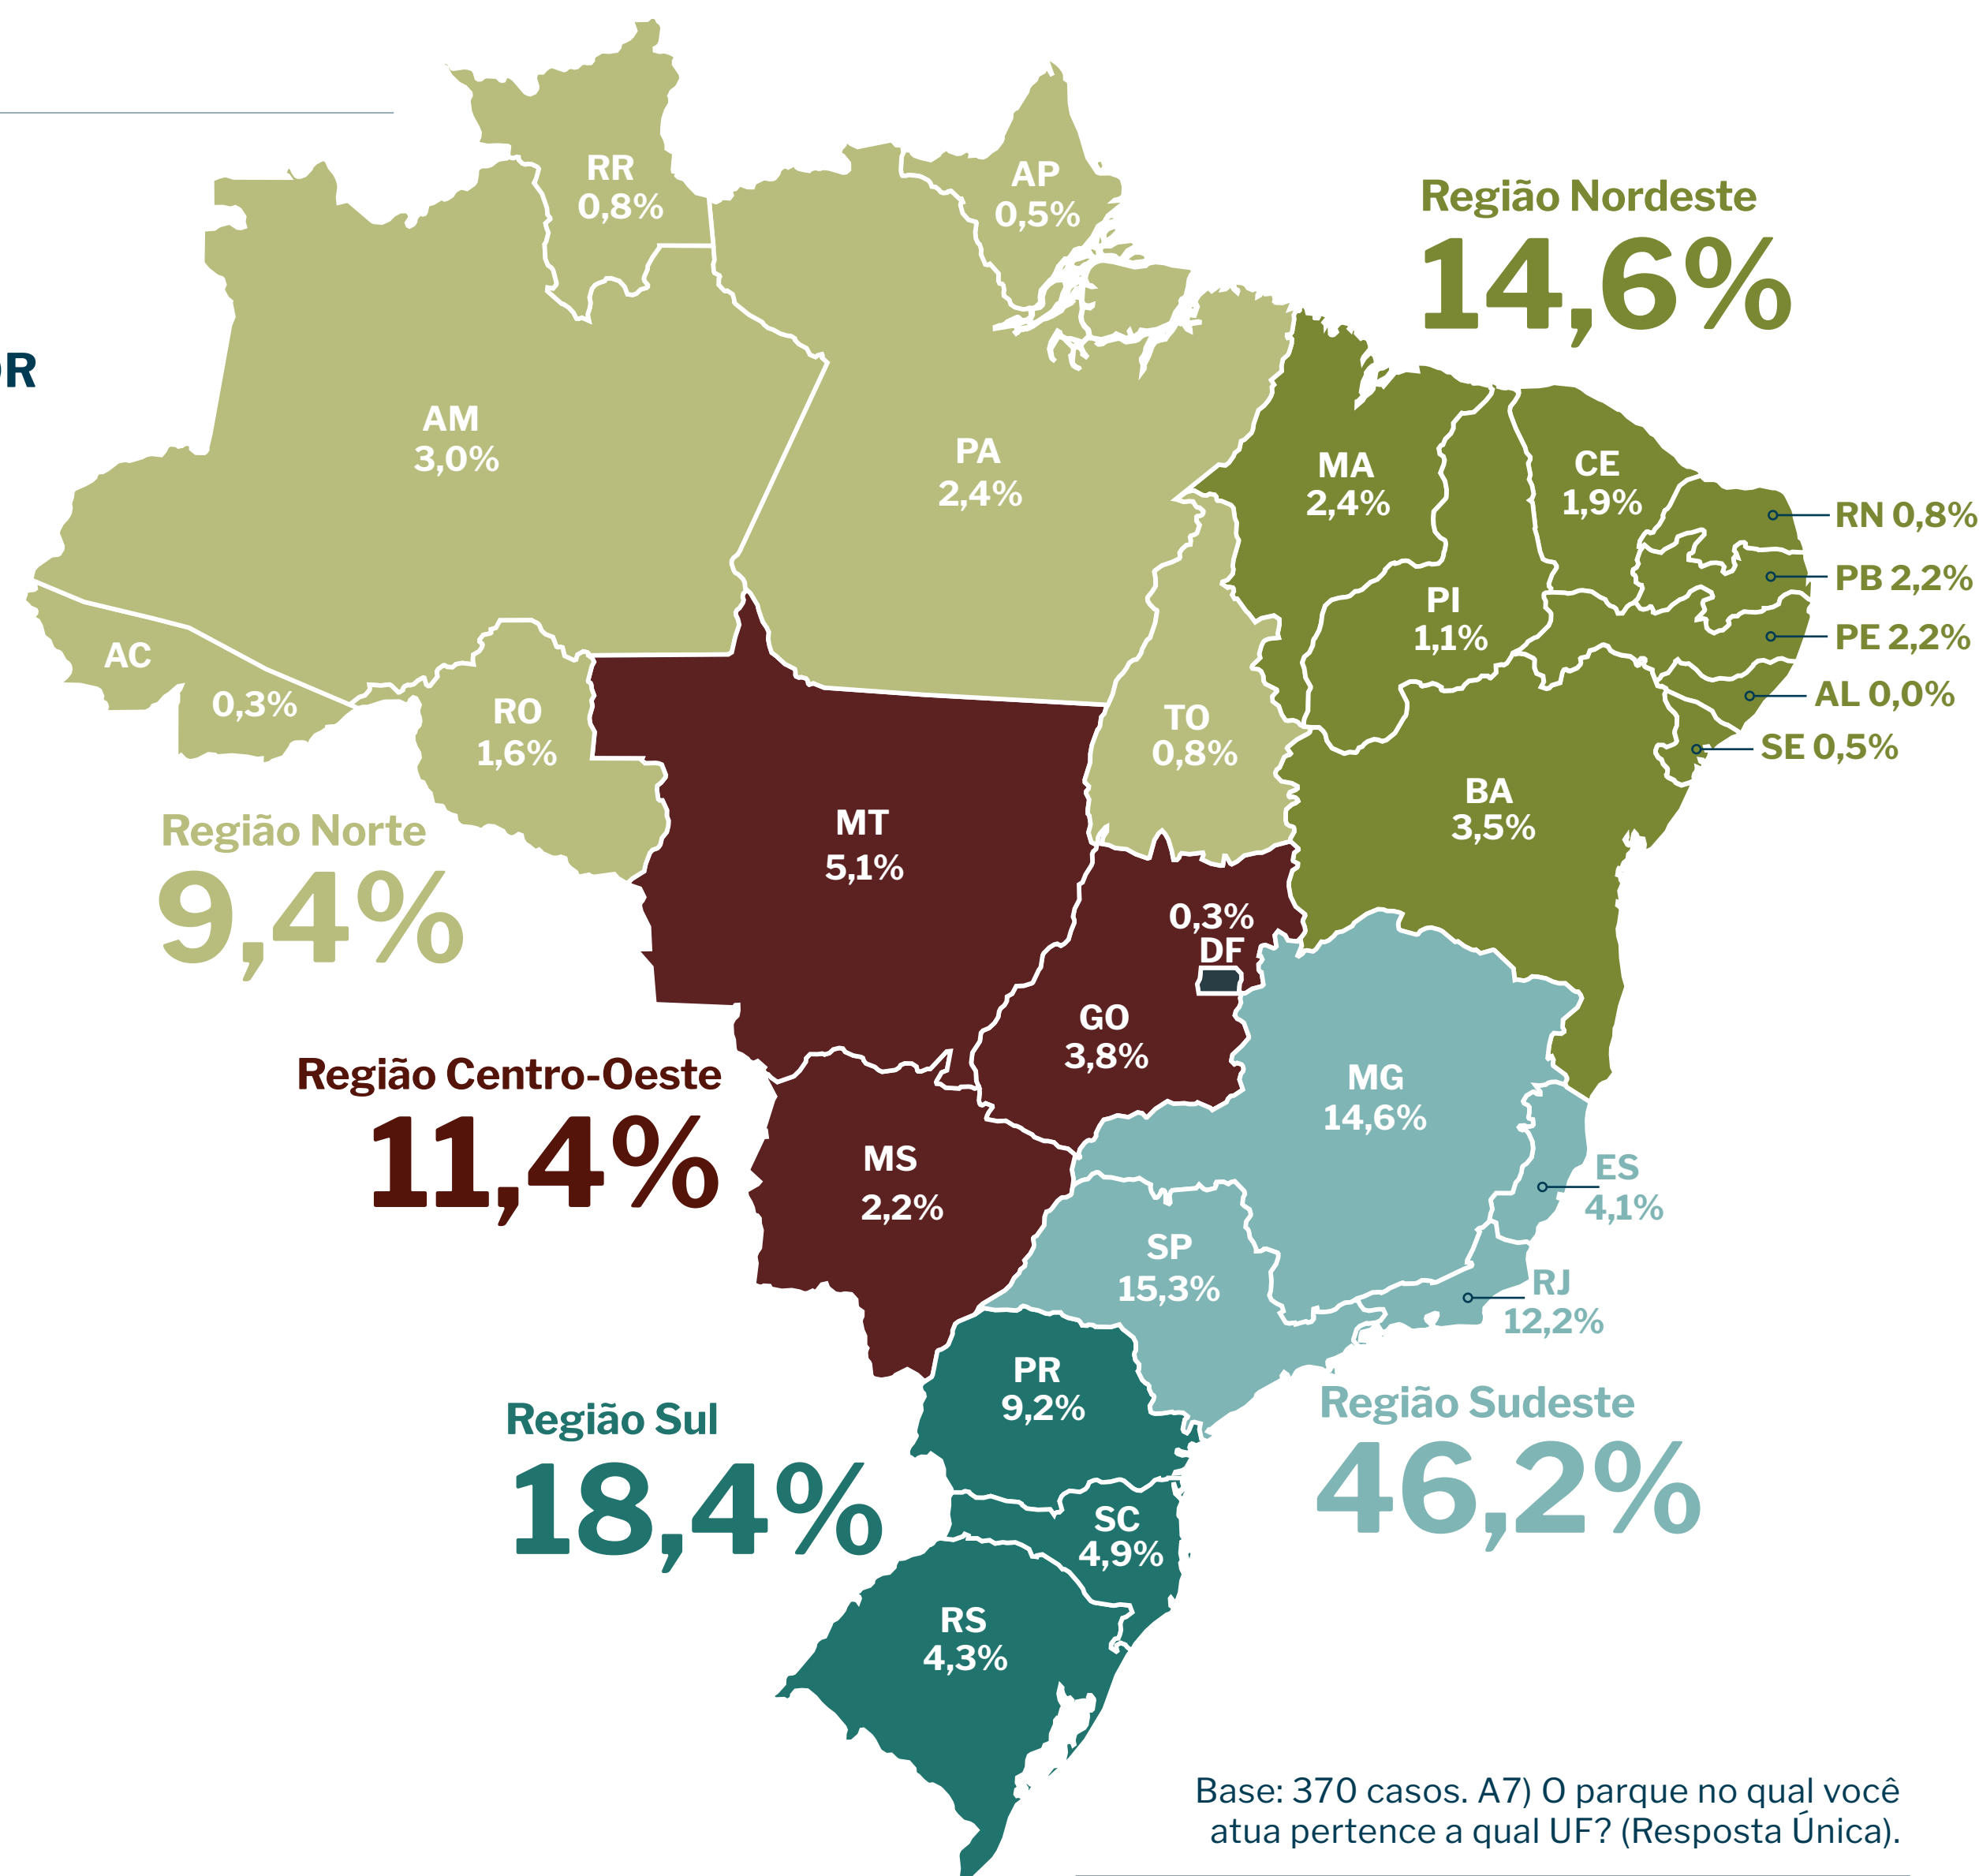 RR
0,8%
AP
0,5%
Região Nordeste
14,6%
AM
3,0%
PA
2,4%
MA
2,4%
CE
1,9%
RN 0,8%
PB 2,2%
PI
1,1%
PE 2,2%
AL 0,0%
SE 0,5%
AC
0,3%
RO
1,6%
TO
0,8%
BA
3,5%
Região Norte
9,4%
MT
5,1%
0,3%
DF
GO
3,8%
Região Centro-Oeste
11,4%
MG
14,6%
MS
2,2%
ES
4,1%
SP
15,3%
RJ
12,2%
PR
9,2%
Região Sudeste
46,2%
Região Sul
18,4%
SC
4,9%
RS
4,3%
Base: 370 casos. A7) O parque no qual você
atua pertence a qual UF? (Resposta Única).